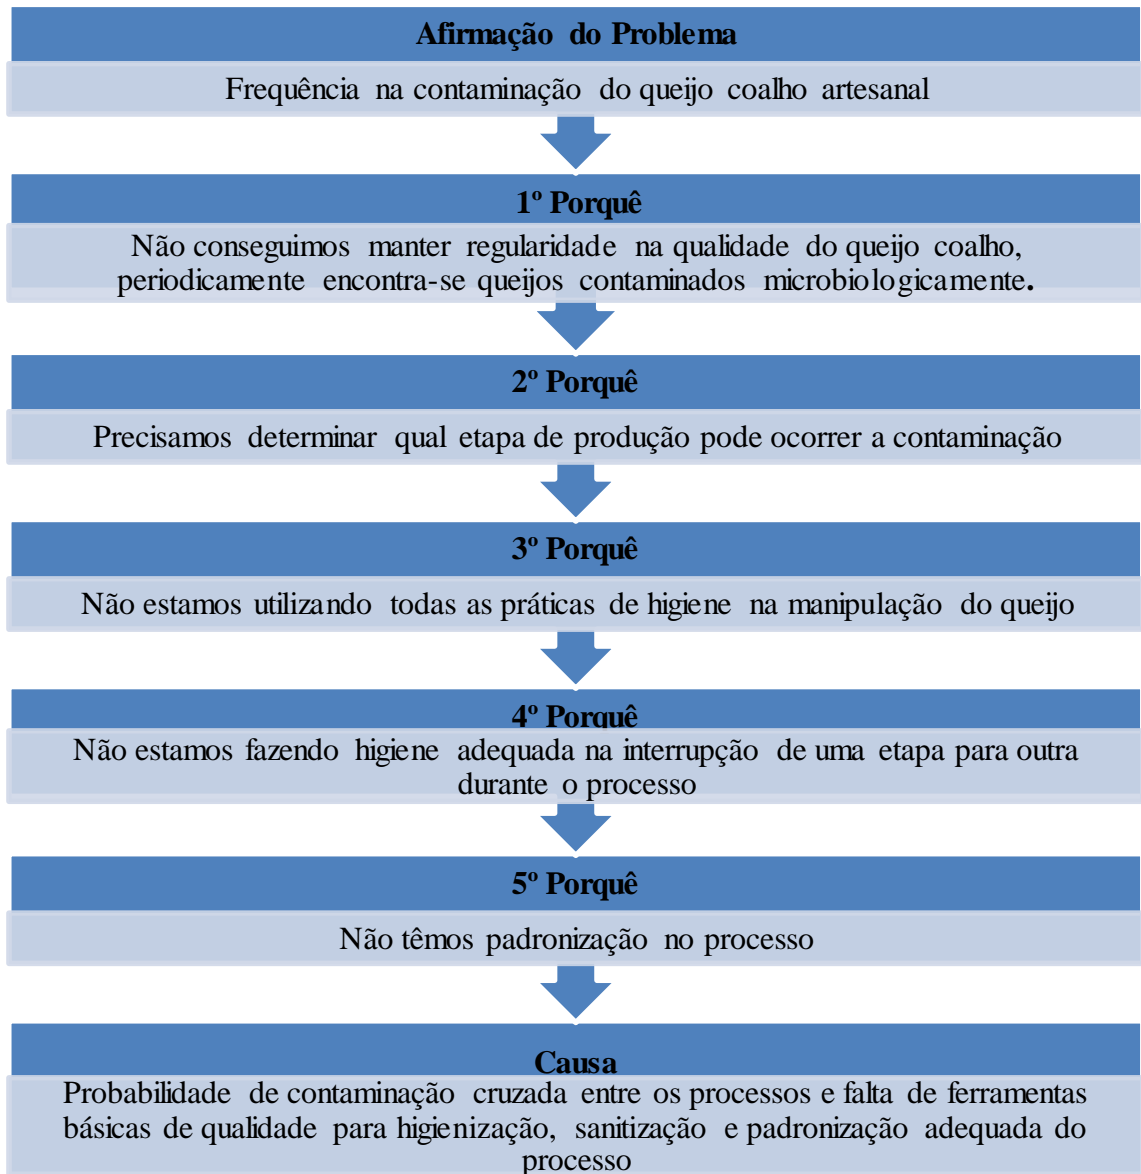 Afirmação do Problema
Frequência na contaminação do queijo coalho artesanal
1º Porquê
Não conseguimos manter regularidade na qualidade do queijo coalho,
periodicamente encontra-se queijos contaminados microbiologicamente.
2º Porquê
Precisamos determinar qual etapa de produção pode ocorrer a contaminação
3º Porquê
Não estamos utilizando todas as práticas de higiene na manipulação do queijo
4º Porquê
Não estamos fazendo higiene adequada na interrupção de uma etapa para outra
durante o processo
5º Porquê
Não têmos padronização no processo
Causa
Probabilidade de contaminação cruzada entre os processos e falta de ferramentas
básicas de qualidade para higienização, sanitização e padronização adequada do
processo